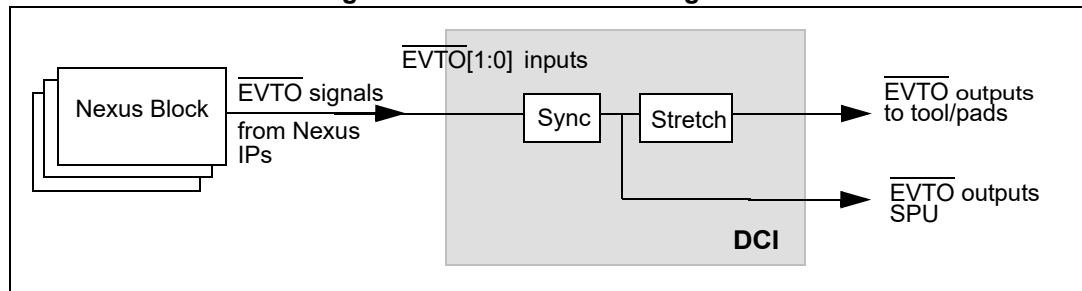 EVTO[1:0] inputs
Nexus Block
EVTO signals
from Nexus
IPs
Sync
Stretch
EVTO outputs
to tool/pads
EVTO outputs
SPU
DCI